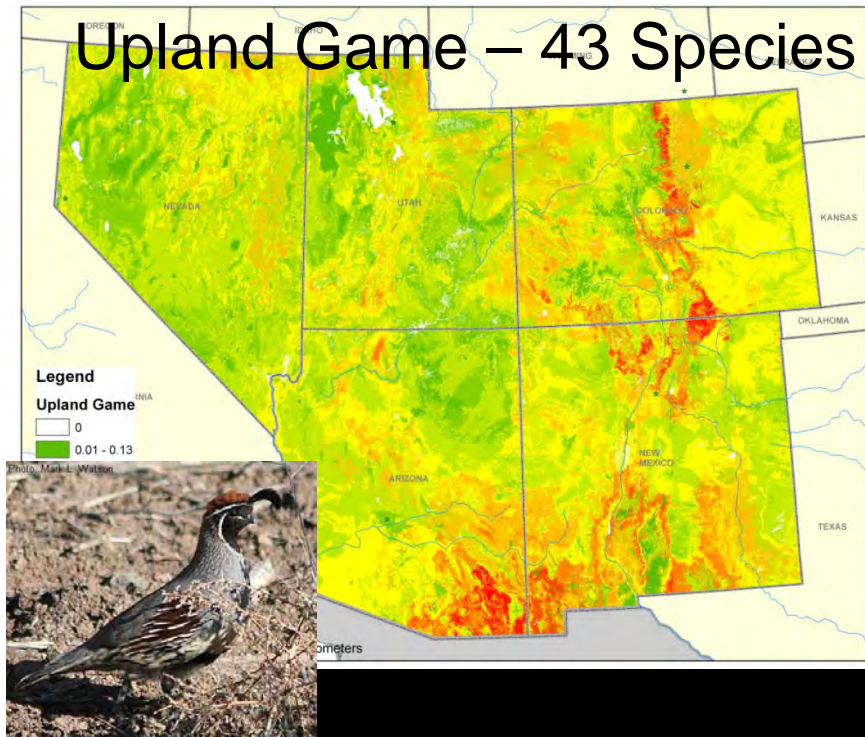 Upland Game – 43 Species
OREGON
NEVADA
UTAH
COLORADO
KANSAS
OKLAHOMA
Legend
Upland Game
0
0.01 - 0.13
Photo, Mark L. Watson
ARIZONA
NEW
MEXICO
TEXAS